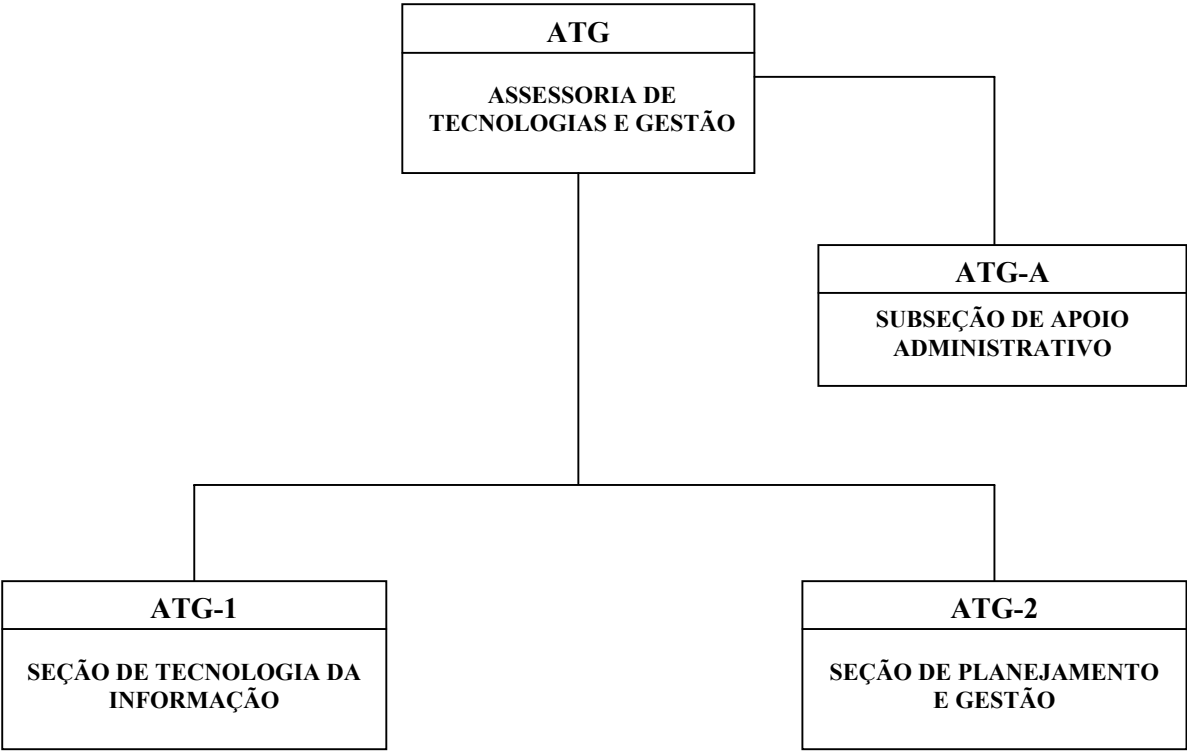 ATG
ASSESSORIA DE
TECNOLOGIAS E GESTÃO
ATG-A
SUBSEÇÃO DE APOIO
ADMINISTRATIVO
ATG-1
SEÇÃO DE TECNOLOGIA DA
INFORMAÇÃO
ATG-2
SEÇÃO DE PLANEJAMENTO
E GESTÃO